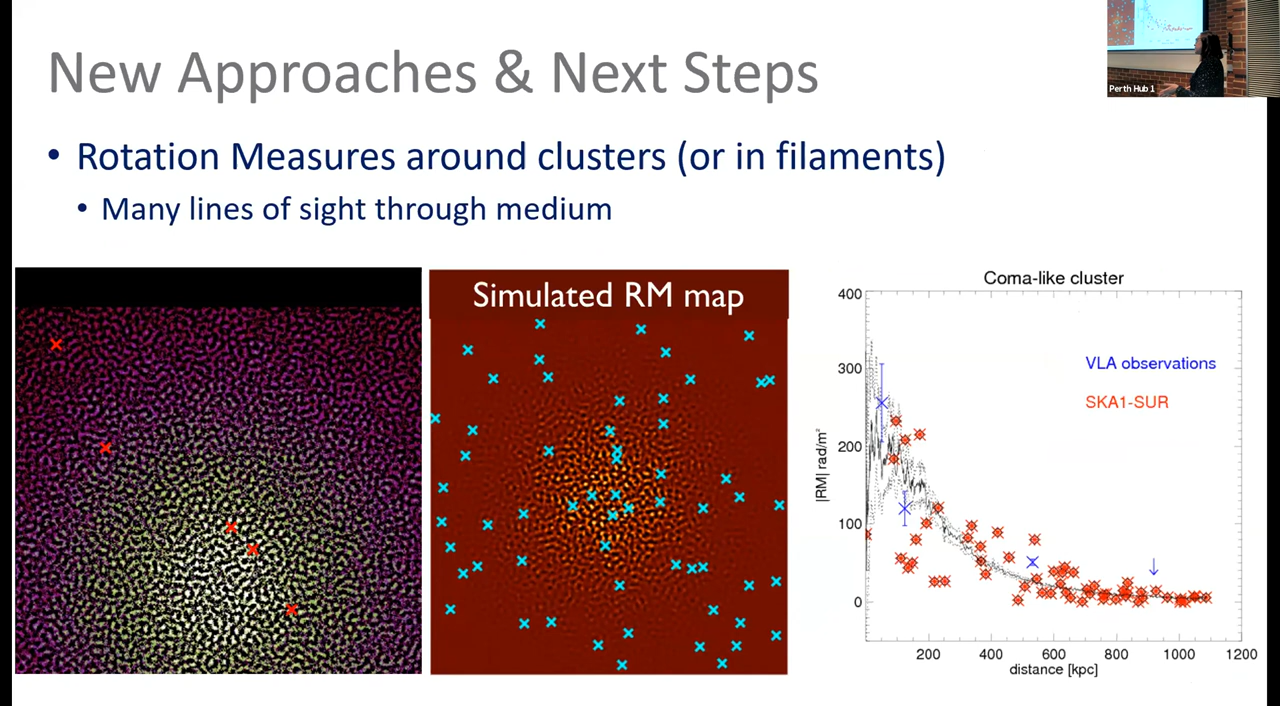 New Approaches & Next Steps
Perth Hub 1
• Rotation Measures around clusters (or in filaments)
• Many lines of sight through medium
Simulated RM map
Coma-like cluster
VLA observations
SKA1-SUR
|RM| rad/m²
400
300
200
100
0
200 400 600 800 1000 1200
distance [kpc]